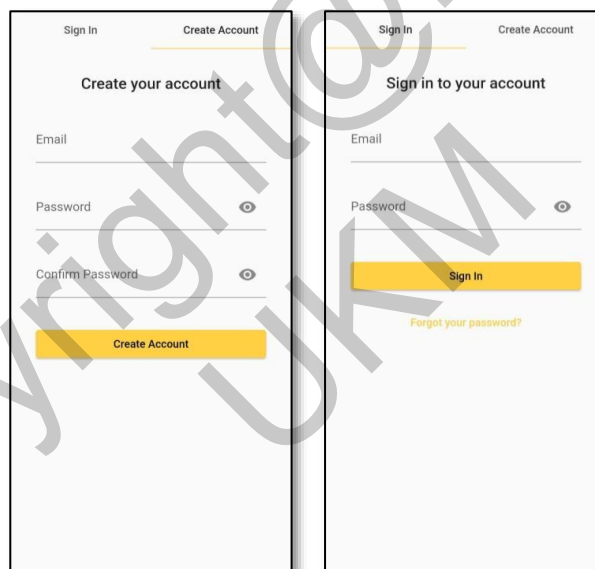 Sign In Create Account
Create your account
Email
Password
Confirm Password
Create Account
Sign In Create Account
Sign in to your account
Email
Password
Sign In
Forgot your password?
yright@
UKM